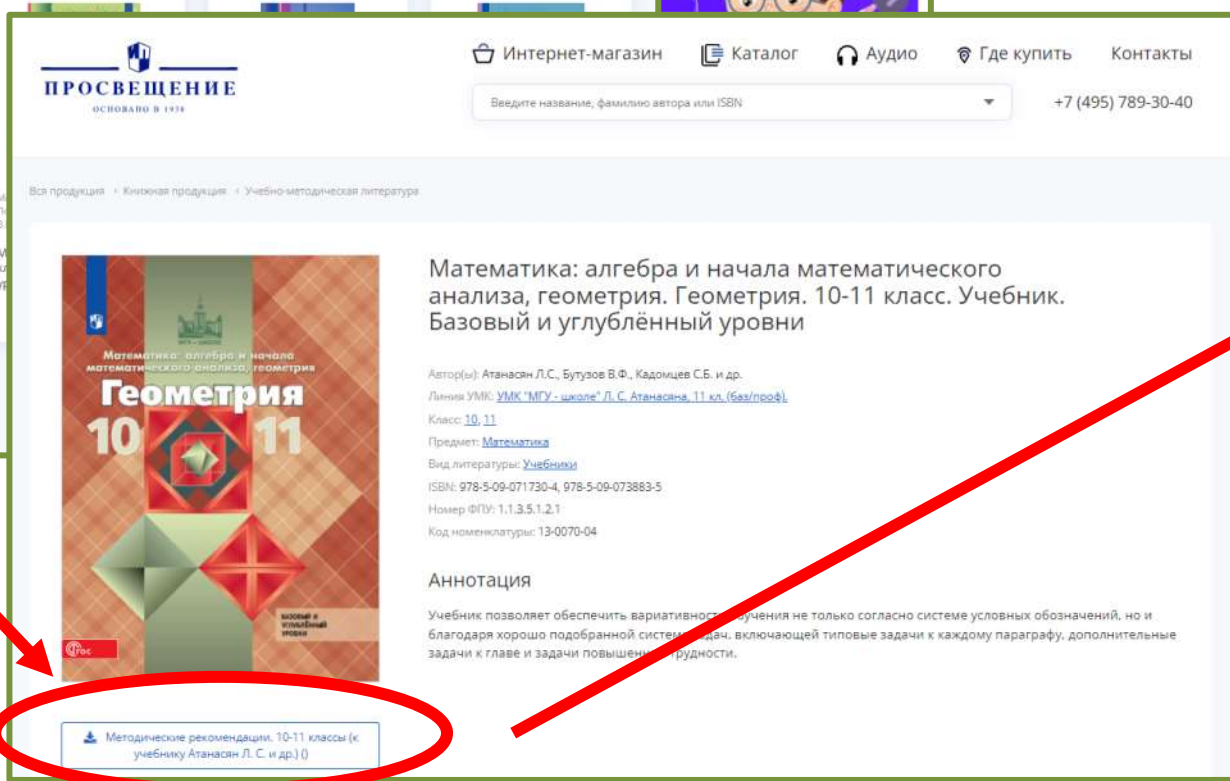 Интернет-магазин Каталог Аудио Где купить Контакты
ПРОСВЕЩЕНИЕ
ОСНОВАНО В 1930
Введите название, фамилию автора или ISBN
+7 (495) 789-30-40
Вся продукция Книжная продукция Учебно-методическая литература
Математика: алгебра и начала математического
анализа, геометрия. Геометрия. 10-11 класс. Учебник.
Базовый и углублённый уровни
МГУ – ШКОЛЕ
Математика: алгебра и начала
математического анализа, геометрия
Геометрия
10 11
БАЗОВЫЙ И
УГЛУБЛЁННЫЙ
УРОВНИ
ФГОС
Автор(ы): Атанасян Л.С., Бутузов В.Ф., Кадомцев С.Б. и др.
Линия УМК: УМК "МГУ - школе" Л. С. Атанасяна, 11 кл. (баз/проф).
Класс: 10, 11
Предмет: Математика
Вид литературы: Учебники
ISBN: 978-5-09-071730-4, 978-5-09-073883-5
Номер ФПУ: 1.1.3.5.1.2.1
Код номенклатуры: 13-0070-04
Аннотация
Учебник позволяет обеспечить вариативность обучения не только согласно системе условных обозначений, но и
благодаря хорошо подобранной системе задач, включающей типовые задачи к каждому параграфу, дополнительные
задачи к главе и задачи повышенной трудности.
Методические рекомендации. 10-11 классы (к
учебнику Атанасян Л. С. и др.) ()